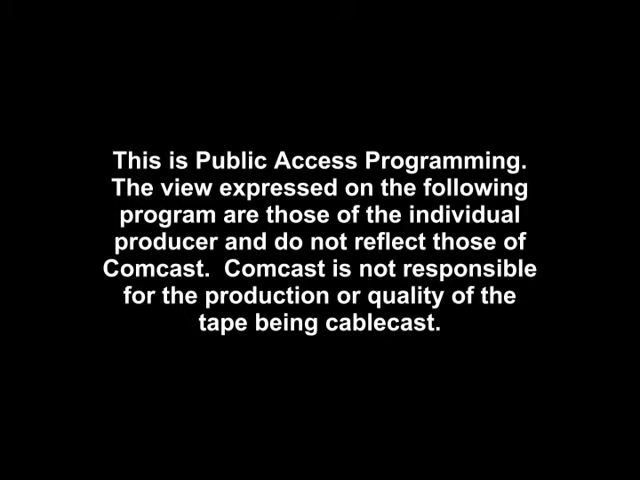 This is Public Access Programming.
The view expressed on the following
program are those of the individual
producer and do not reflect those of
Comcast.  Comcast is not responsible
for the production or quality of the
tape being cablecast.